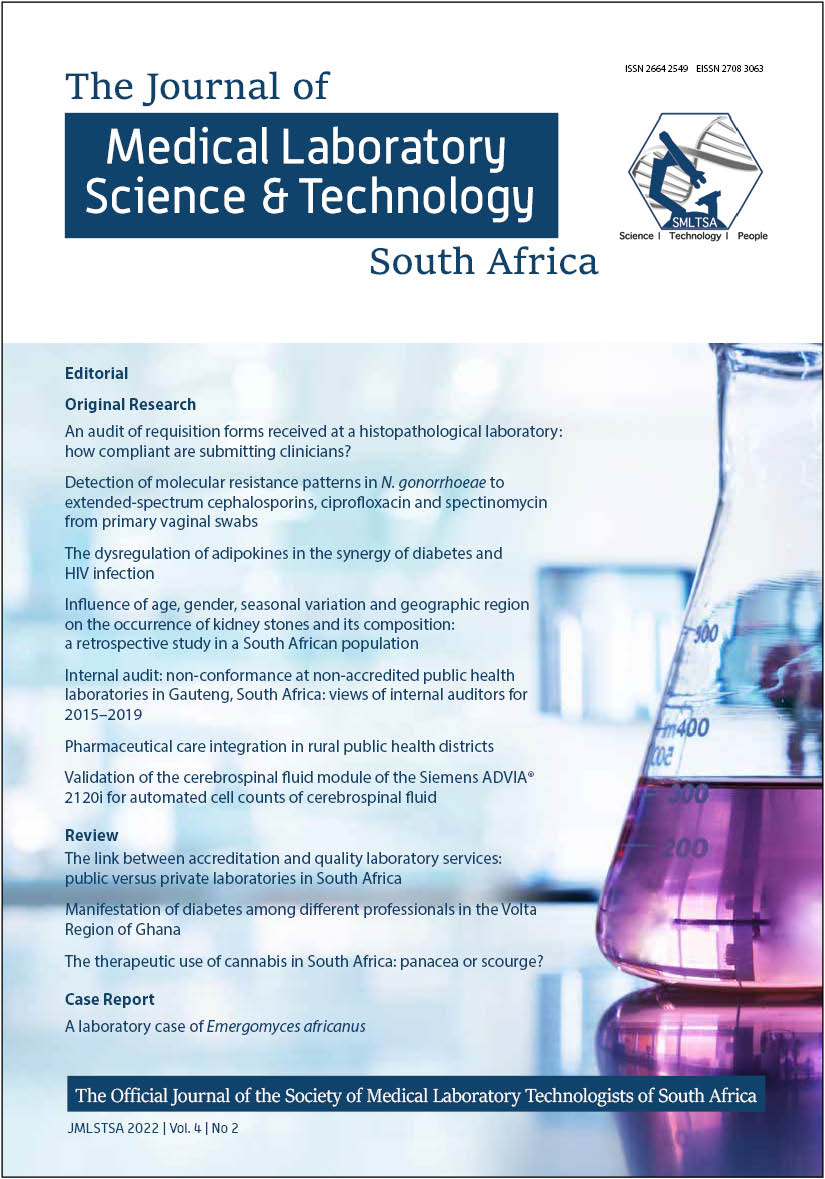 ISSN 2664 2549 EISSN 2708 3063
The Journal of
Medical Laboratory
Science & Technology
South Africa
SMLTSA
Science | Technology | People
Editorial
Original Research
An audit of requisition forms received at a histopathological laboratory:
how compliant are submitting clinicians?
Detection of molecular resistance patterns in N. gonorrhoeae to
extended-spectrum cephalosporins, ciprofloxacin and spectinomycin
from primary vaginal swabs
The dysregulation of adipokines in the synergy of diabetes and
HIV infection
Influence of age, gender, seasonal variation and geographic region
on the occurrence of kidney stones and its composition:
a retrospective study in a South African population
Internal audit: non-conformance at non-accredited public health
laboratories in Gauteng, South Africa: views of internal auditors for
2015–2019
Pharmaceutical care integration in rural public health districts
Validation of the cerebrospinal fluid module of the Siemens ADVIA®
2120i for automated cell counts of cerebrospinal fluid
Review
The link between accreditation and quality laboratory services:
public versus private laboratories in South Africa
Manifestation of diabetes among different professionals in the Volta
Region of Ghana
The therapeutic use of cannabis in South Africa: panacea or scourge?
Case Report
A laboratory case of Emergomyces africanus
The Official Journal of the Society of Medical Laboratory Technologists of South Africa
JMLSTSA 2022 | Vol. 4 | No 2
500
400
300
200